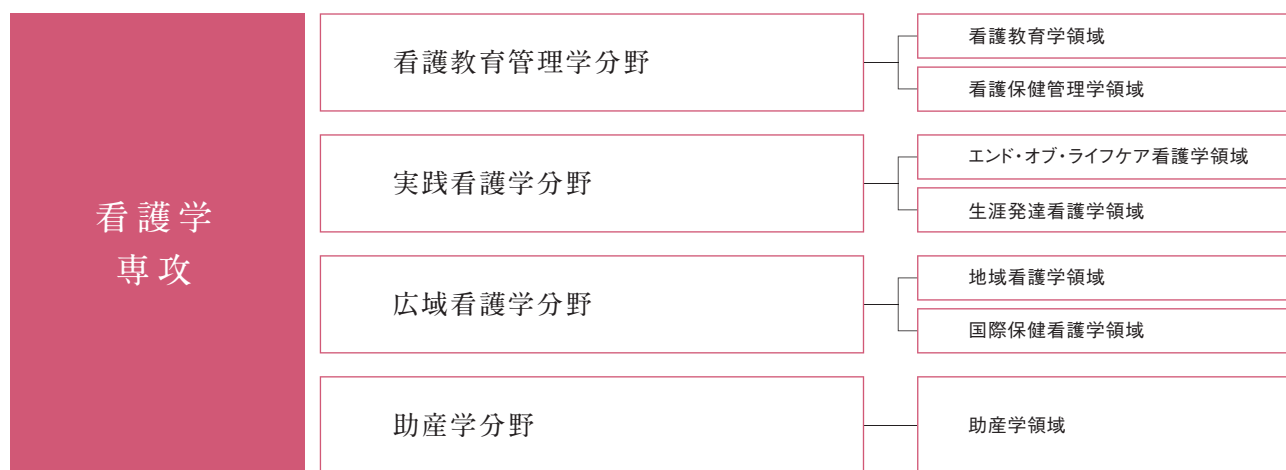 看護学
専攻
看護教育管理学分野
看護教育学領域
看護保健管理学領域
実践看護学分野
エンド・オブ・ライフケア看護学領域
生涯発達看護学領域
広域看護学分野
地域看護学領域
国際保健看護学領域
助産学分野
助産学領域